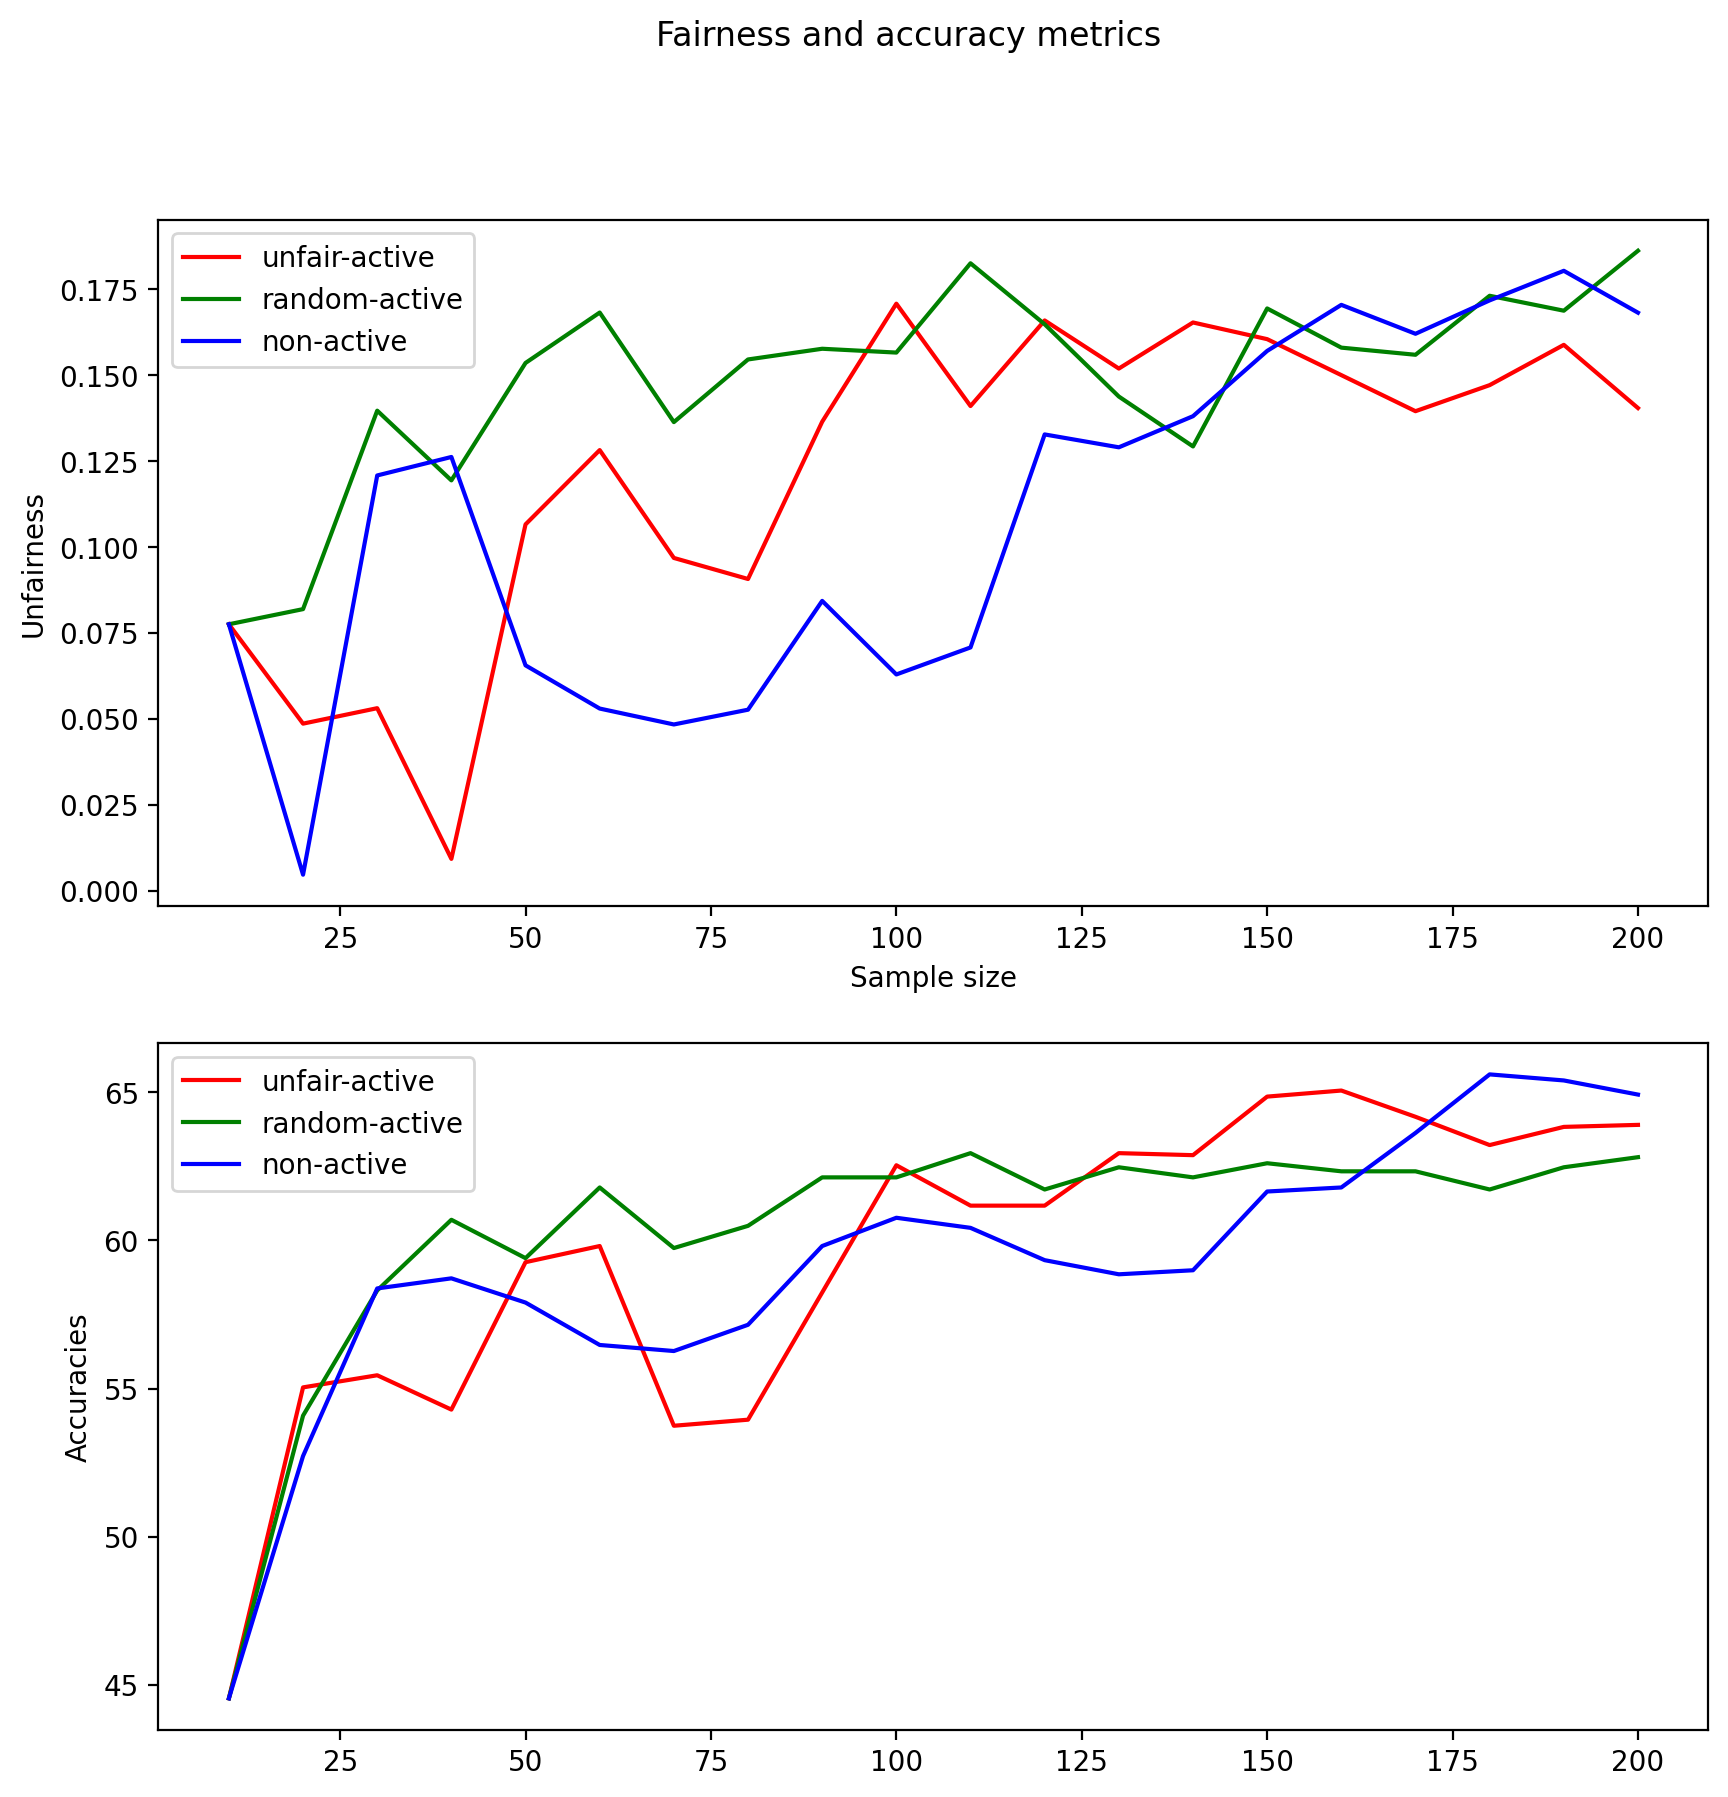 Fairness and accuracy metrics
unfair-active
random-active
non-active
0.175
0.150
0.125
0.100
0.075
0.050
0.025
0.000
Unfairness
25 50 75 100 125 150 175 200
Sample size
unfair-active
random-active
non-active
65
60
55
50
45
Accuracies
25 50 75 100 125 150 175 200